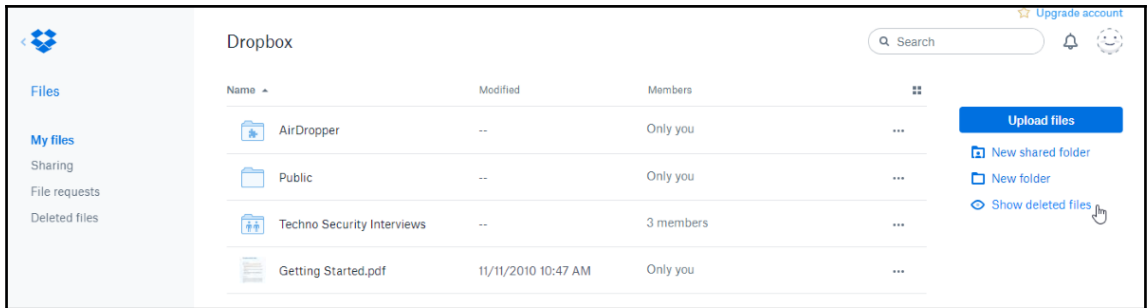 Upgrade account
Dropbox
Search
Files
My files
Sharing
File requests
Deleted files
Name Modified Members
AirDropper -- Only you
Public -- Only you
Techno Security Interviews -- 3 members
Getting Started.pdf 11/11/2010 10:47 AM Only you
Upload files
New shared folder
New folder
Show deleted files